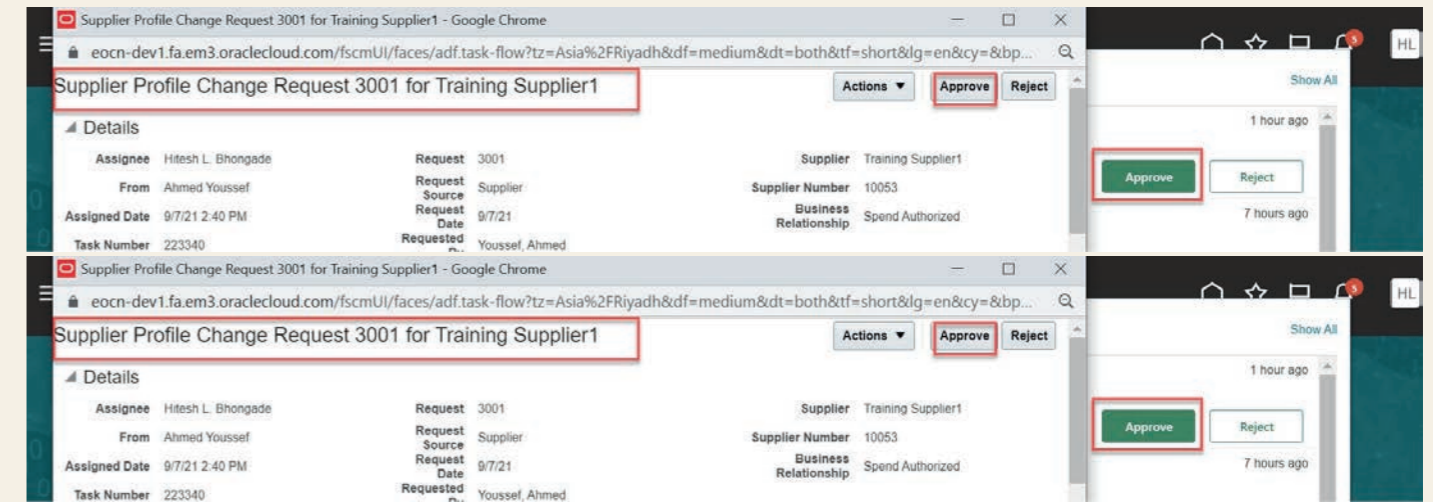 Supplier Profile Change Request 3001 for Training Supplier1 - Google Chrome
eocn-dev1.fa.em3.oraclecloud.com/fscmUI/faces/adf.task-flow?tz=Asia%2FRiyadh&df=medium&dt=both&tf=short&lg=en&cy=&bp...
5 HL
Supplier Profile Change Request 3001 for Training Supplier1 Actions ▼ Approve Reject Show All
Details 1 hour ago
Assignee Hitesh L. Bhongade Request 3001 Supplier Training Supplier1
Approve Reject
From Ahmed Youssef Request Source Supplier Supplier Number 10053
Assigned Date 9/7/21 2:40 PM Request Date 9/7/21 Business Relationship Spend Authorized 7 hours ago
Task Number 223340 Requested By Youssef, Ahmed
Supplier Profile Change Request 3001 for Training Supplier1 - Google Chrome
eocn-dev1.fa.em3.oraclecloud.com/fscmUI/faces/adf.task-flow?tz=Asia%2FRiyadh&df=medium&dt=both&tf=short&lg=en&cy=&bp...
5 HL
Supplier Profile Change Request 3001 for Training Supplier1 Actions ▼ Approve Reject Show All
Details 1 hour ago
Assignee Hitesh L. Bhongade Request 3001 Supplier Training Supplier1
Approve Reject
From Ahmed Youssef Request Source Supplier Supplier Number 10053
Assigned Date 9/7/21 2:40 PM Request Date 9/7/21 Business Relationship Spend Authorized 7 hours ago
Task Number 223340 Requested Youssef, Ahmed